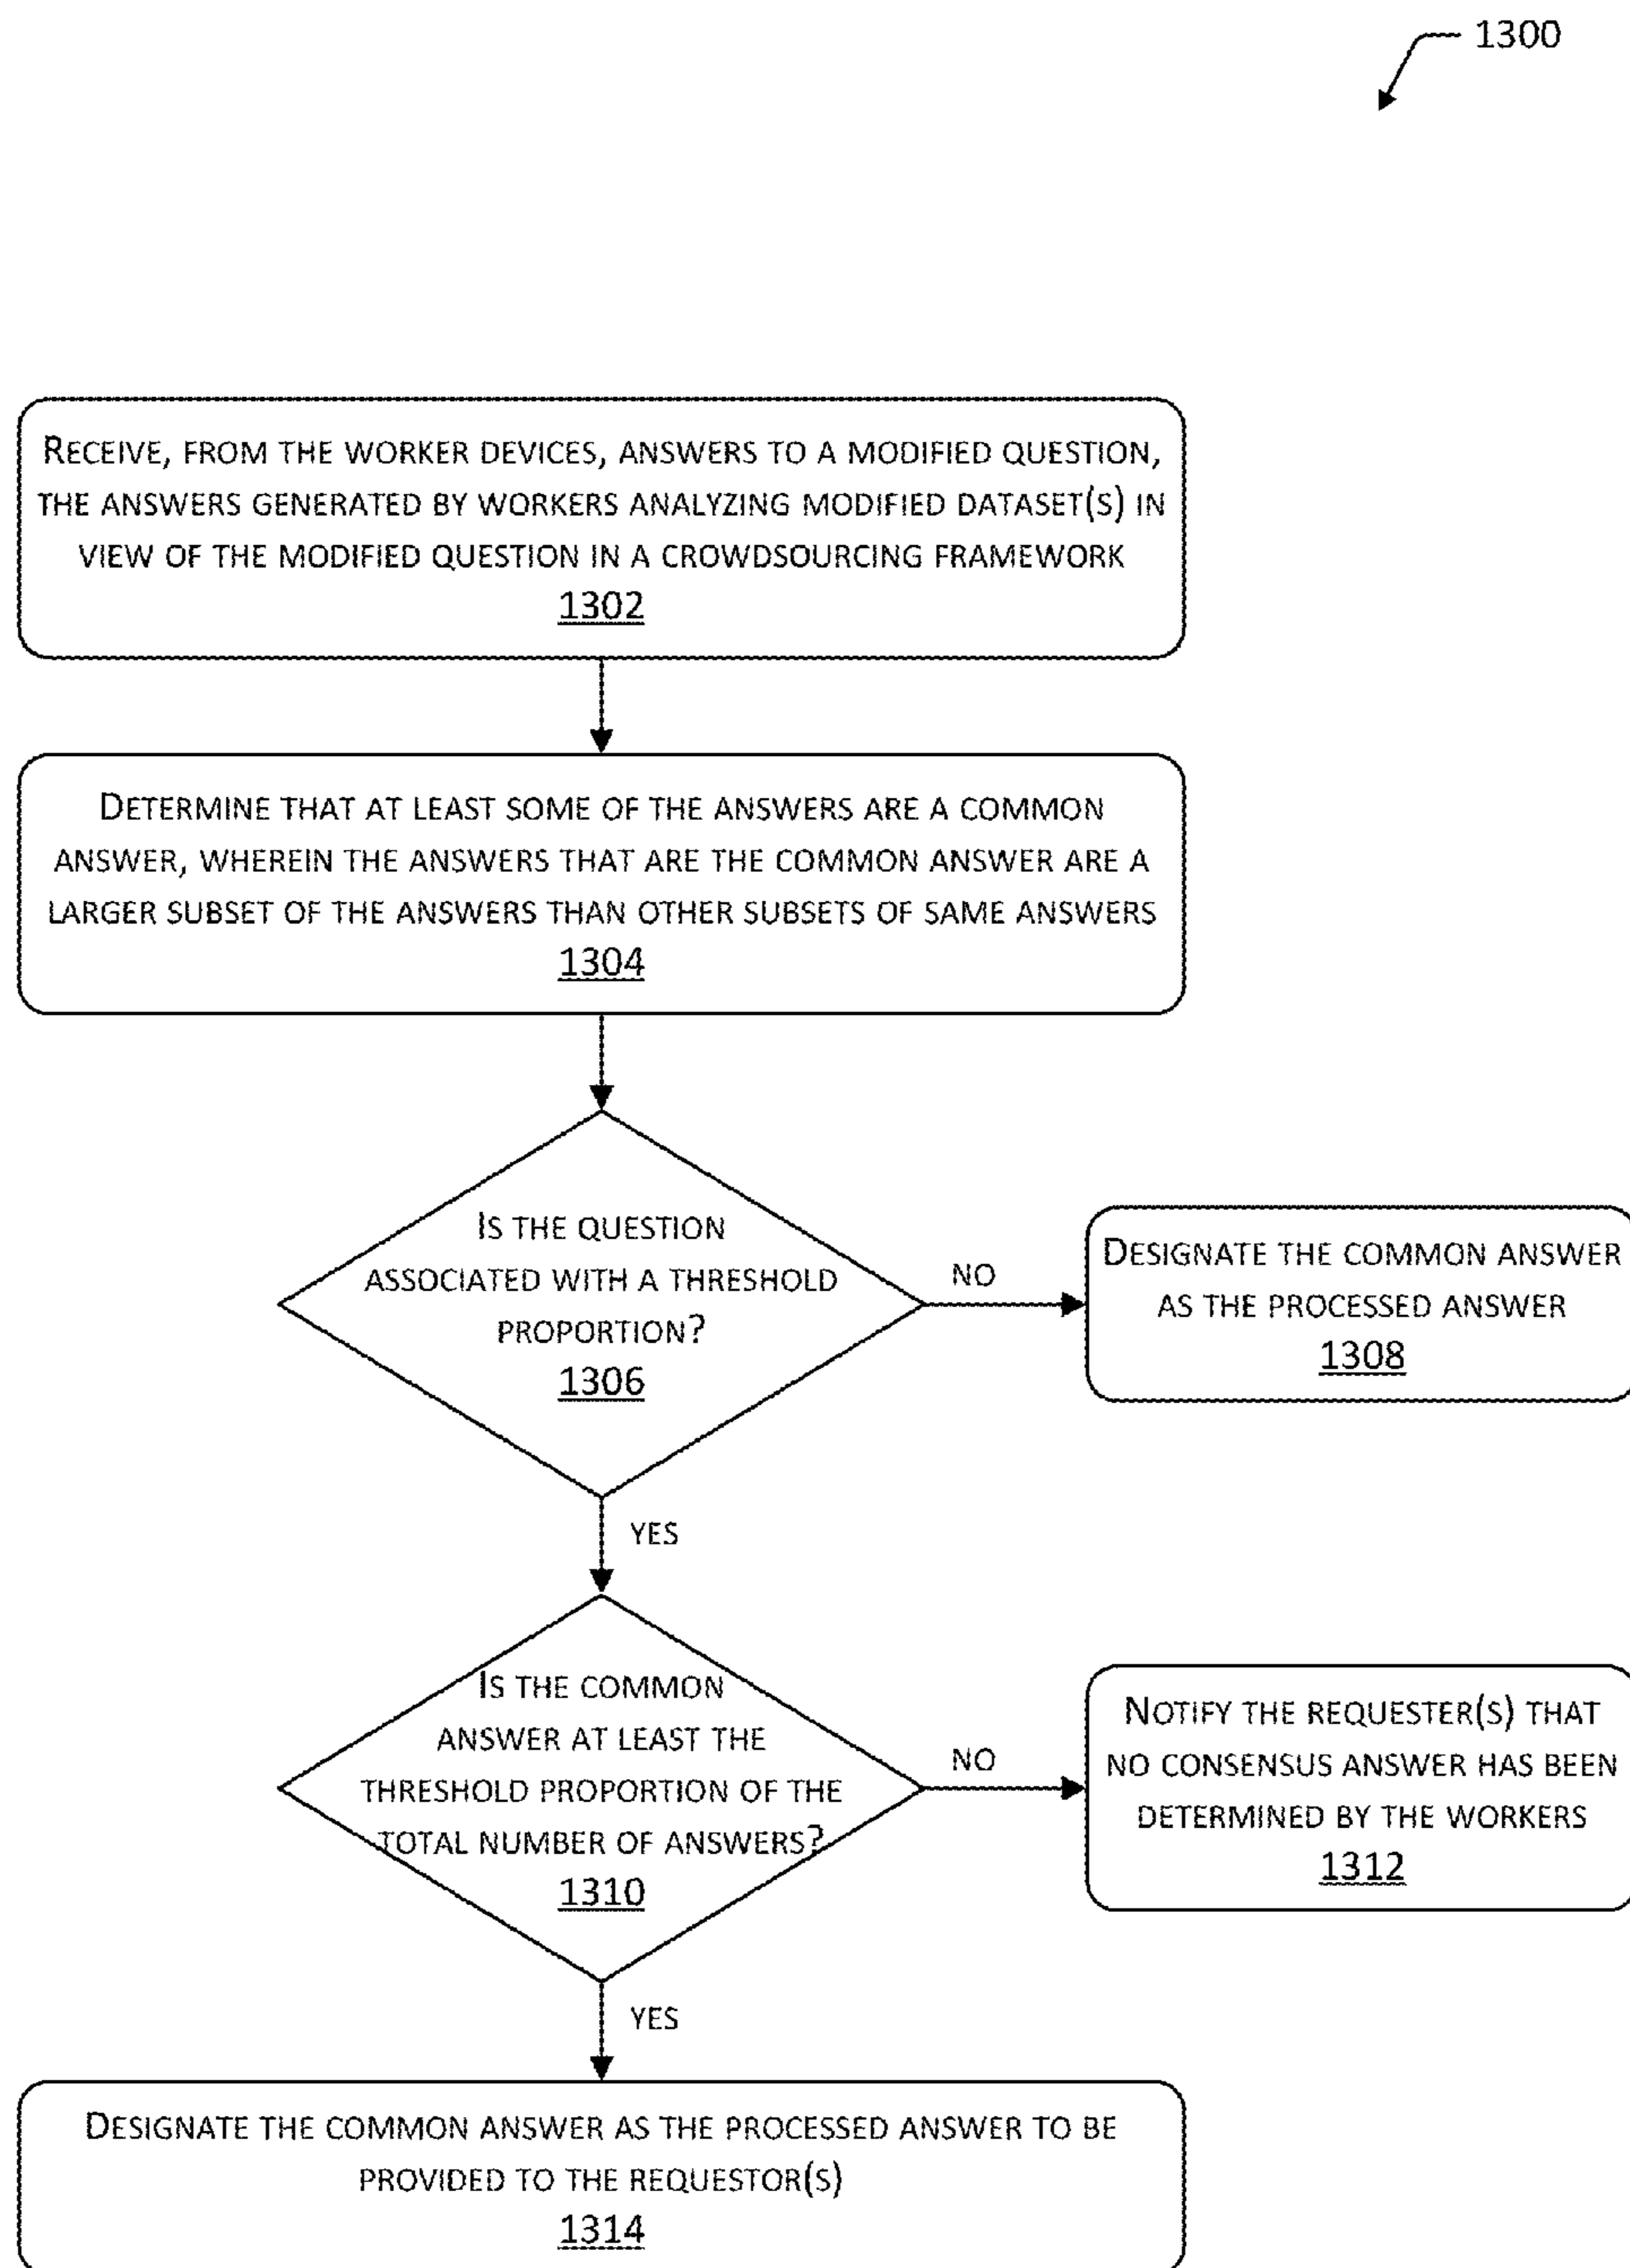 1300
RECEIVE, FROM THE WORKER DEVICES, ANSWERS TO A MODIFIED QUESTION,
THE ANSWERS GENERATED BY WORKERS ANALYZING MODIFIED DATASET(S) IN
VIEW OF THE MODIFIED QUESTION IN A CROWDSOURCING FRAMEWORK
1302
DETERMINE THAT AT LEAST SOME OF THE ANSWERS ARE A COMMON
ANSWER, WHEREIN THE ANSWERS THAT ARE THE COMMON ANSWER ARE A
LARGER SUBSET OF THE ANSWERS THAN OTHER SUBSETS OF SAME ANSWERS
1304
IS THE QUESTION
ASSOCIATED WITH A THRESHOLD
PROPORTION?
1306
NO
DESIGNATE THE COMMON ANSWER
AS THE PROCESSED ANSWER
1308
YES
IS THE COMMON
ANSWER AT LEAST THE
THRESHOLD PROPORTION OF THE
TOTAL NUMBER OF ANSWERS?
1310
NO
NOTIFY THE REQUESTER(S) THAT
NO CONSENSUS ANSWER HAS BEEN
DETERMINED BY THE WORKERS
1312
YES
DESIGNATE THE COMMON ANSWER AS THE PROCESSED ANSWER TO BE
PROVIDED TO THE REQUESTOR(S)
1314